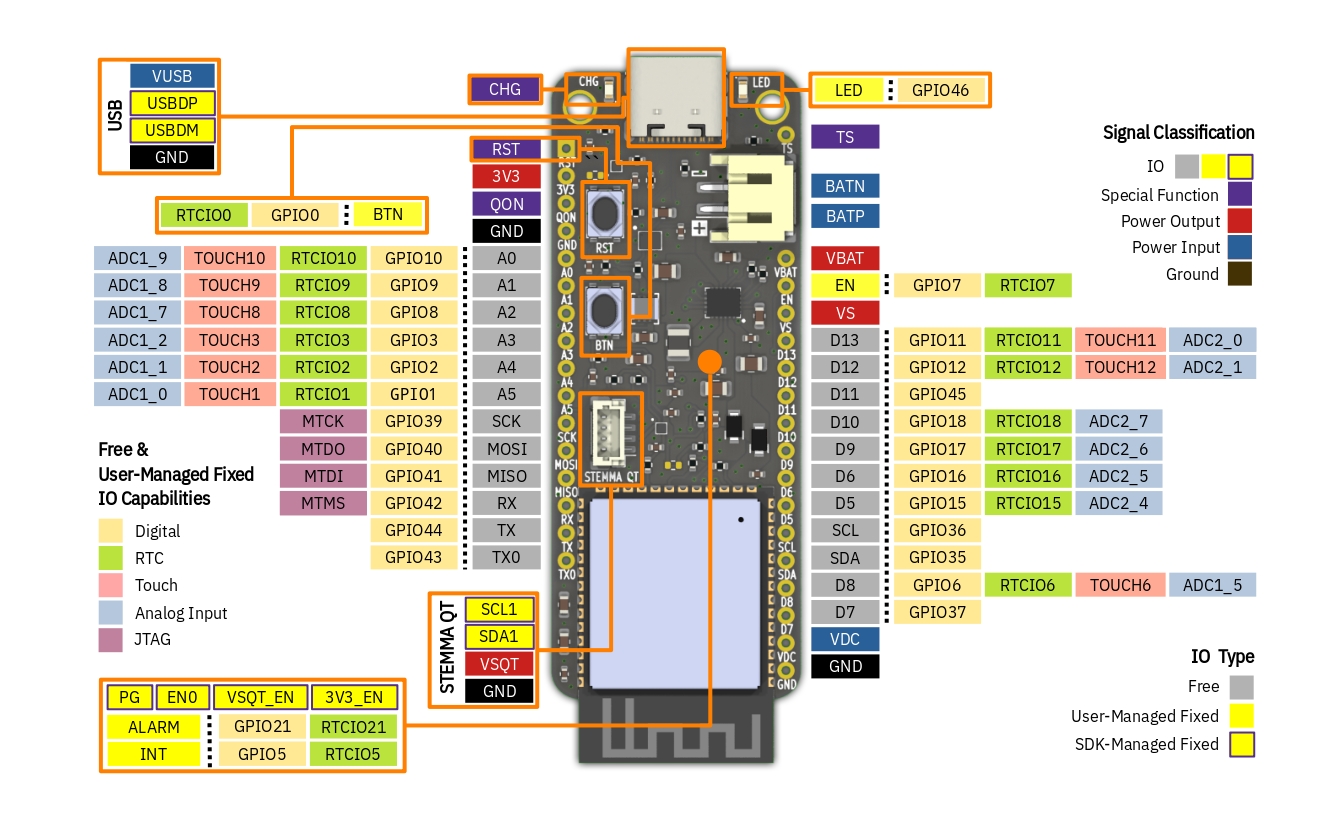 USB
VUSB
USBDP
USBDM
GND
RTCIO0 GPIO0 BTN
CHG
CHG
LED
LED GPIO46
RST
3V3
QON
GND
ADC1_9 TOUCH10 RTCIO10 GPIO10 A0
ADC1_8 TOUCH9 RTCIO9 GPIO9 A1
ADC1_7 TOUCH8 RTCIO8 GPIO8 A2
ADC1_2 TOUCH3 RTCIO3 GPIO3 A3
ADC1_1 TOUCH2 RTCIO2 GPIO2 A4
ADC1_0 TOUCH1 RTCIO1 GPIO1 A5
MTCK GPIO39 SCK
MTDO GPIO40 MOSI
MTDI GPIO41 MISO
MTMS GPIO42 RX
GPIO44 TX
GPIO43 TX0
Free &
User-Managed Fixed
IO Capabilities
Digital
RTC
Touch
Analog Input
JTAG
STEMMA QT
SCL1
SDA1
VSQT
GND
PG EN0 VSQT_EN 3V3_EN
ALARM GPIO21 RTCIO21
INT GPIO5 RTCIO5
RST
3V3
QON
GND
A0
A1
A2
A3
A4
A5
SCK
MOSI
MISO
RX
TX
TX0
RST
BTN
STEMMA QT
TS
VBAT
EN
VS
D13
D12
D11
D10
D9
D6
D5
SCL
SDA
D8
D7
VDC
GND
TS
BATN
BATP
VBAT
EN GPIO7 RTCIO7
VS
D13 GPIO11 RTCIO11 TOUCH11 ADC2_0
D12 GPIO12 RTCIO12 TOUCH12 ADC2_1
D11 GPIO45
D10 GPIO18 RTCIO18 ADC2_7
D9 GPIO17 RTCIO17 ADC2_6
D6 GPIO16 RTCIO16 ADC2_5
D5 GPIO15 RTCIO15 ADC2_4
SCL GPIO36
SDA GPIO35
D8 GPIO6 RTCIO6 TOUCH6 ADC1_5
D7 GPIO37
VDC
GND
Signal Classification
IO
Special Function
Power Output
Power Input
Ground
IO Type
Free
User-Managed Fixed
SDK-Managed Fixed